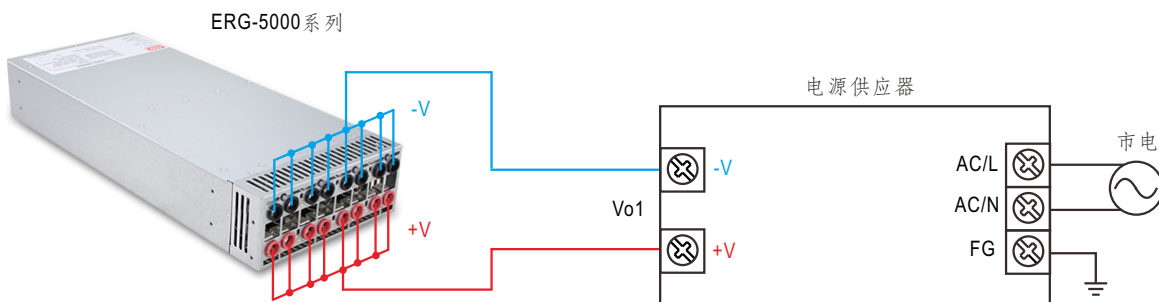 ERG-5000系列
电源供应器
市电
-V
AC/L
-V
Vo1
AC/N
+V
+V
FG